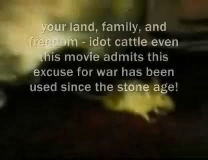 your land, family, and
freedom - idot cattle even
this movie admits this
excuse for war has been
used since the stone age!